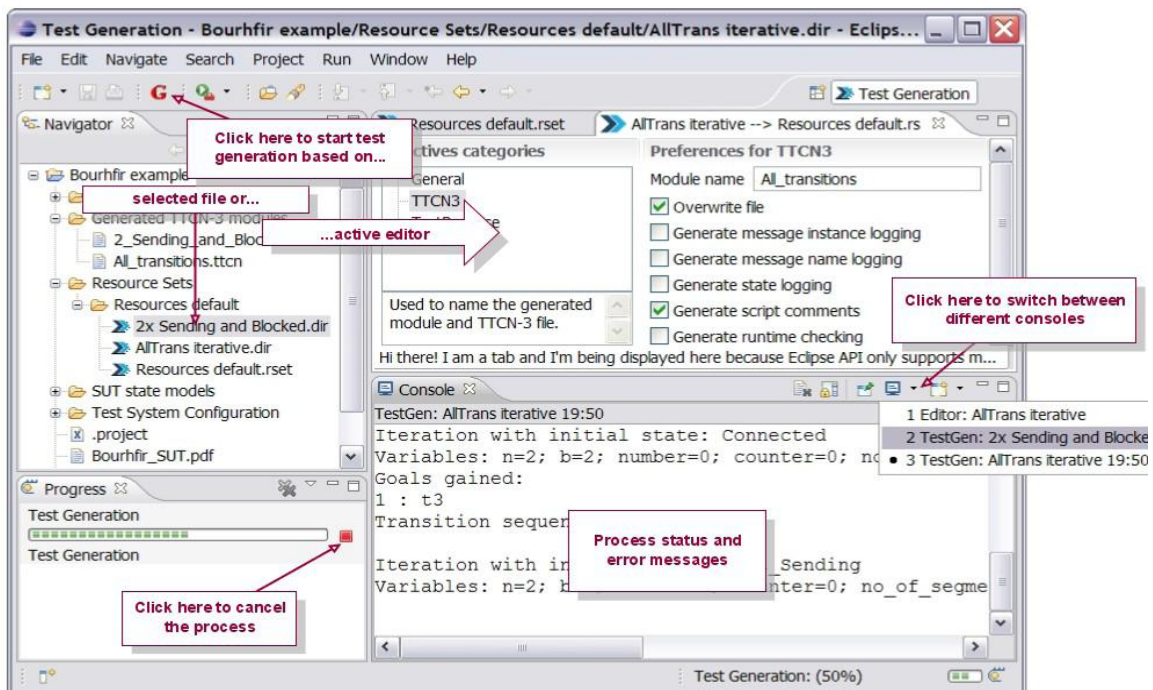 Test Generation - Bourhfir example/Resource Sets/Resources default/AllTrans iterative.dir - Eclips...
File Edit Navigate Search Project Run Window Help
G
Test Generation
Navigator
Click here to start test
generation based on...
Resources default.rset
AllTrans iterative --> Resources default.rs
Bourhfir example
selected file or...
Generated TTCN-3 modules
2_Sending_and_Bloc
All_transitions.ttcn
Resource Sets
Resources default
2x Sending and Blocked.dir
AllTrans iterative.dir
Resources default.rset
SUT state models
Test System Configuration
.project
Bourhfir_SUT.pdf
ctives categories
General
TTCN3
...active editor
Used to name the generated
module and TTCN-3 file.
Preferences for TTCN3
Module name All_transitions
Overwrite file
Generate message instance logging
Generate message name logging
Generate state logging
Generate script comments
Generate runtime checking
Click here to switch between
different consoles
Hi there! I am a tab and I'm being displayed here because Eclipse API only supports m...
Console
TestGen: AllTrans iterative 19:50
1 Editor: AllTrans iterative
2 TestGen: 2x Sending and Blocke
3 TestGen: AllTrans iterative 19:50
Iteration with initial state: Connected
Variables: n=2; b=2; number=0; counter=0; no
Goals gained:
1 : t3
Transition sequen
Process status and
error messages
Iteration with in Sending
Variables: n=2; b nter=0; no_of_segme
Progress
Test Generation
Test Generation
Click here to cancel
the process
Test Generation: (50%)